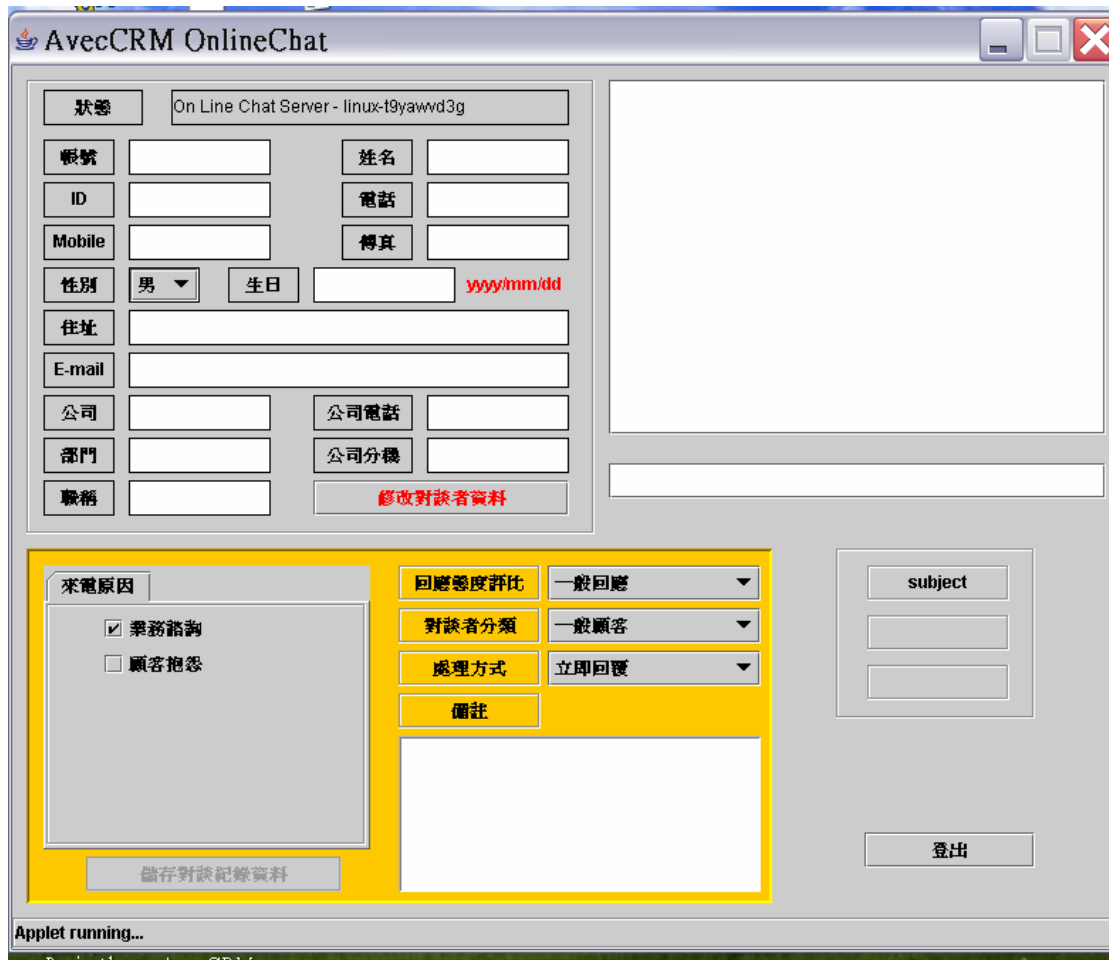 AvecCRM OnlineChat
狀態 On Line Chat Server - linux-t9yawvd3g
帳號 姓名
ID 電話
Mobile 傳真
性別 男 生日 yyyy/mm/dd
住址
E-mail
公司 公司電話
部門 公司分機
職稱 修改對談者資料
來電原因 回應態度評比 一般回應 subject
業務諮詢 對談者分類 一般顧客
顧客抱怨 處理方式 立即回覆
備註
登出
儲存對談紀錄資料
Applet running...